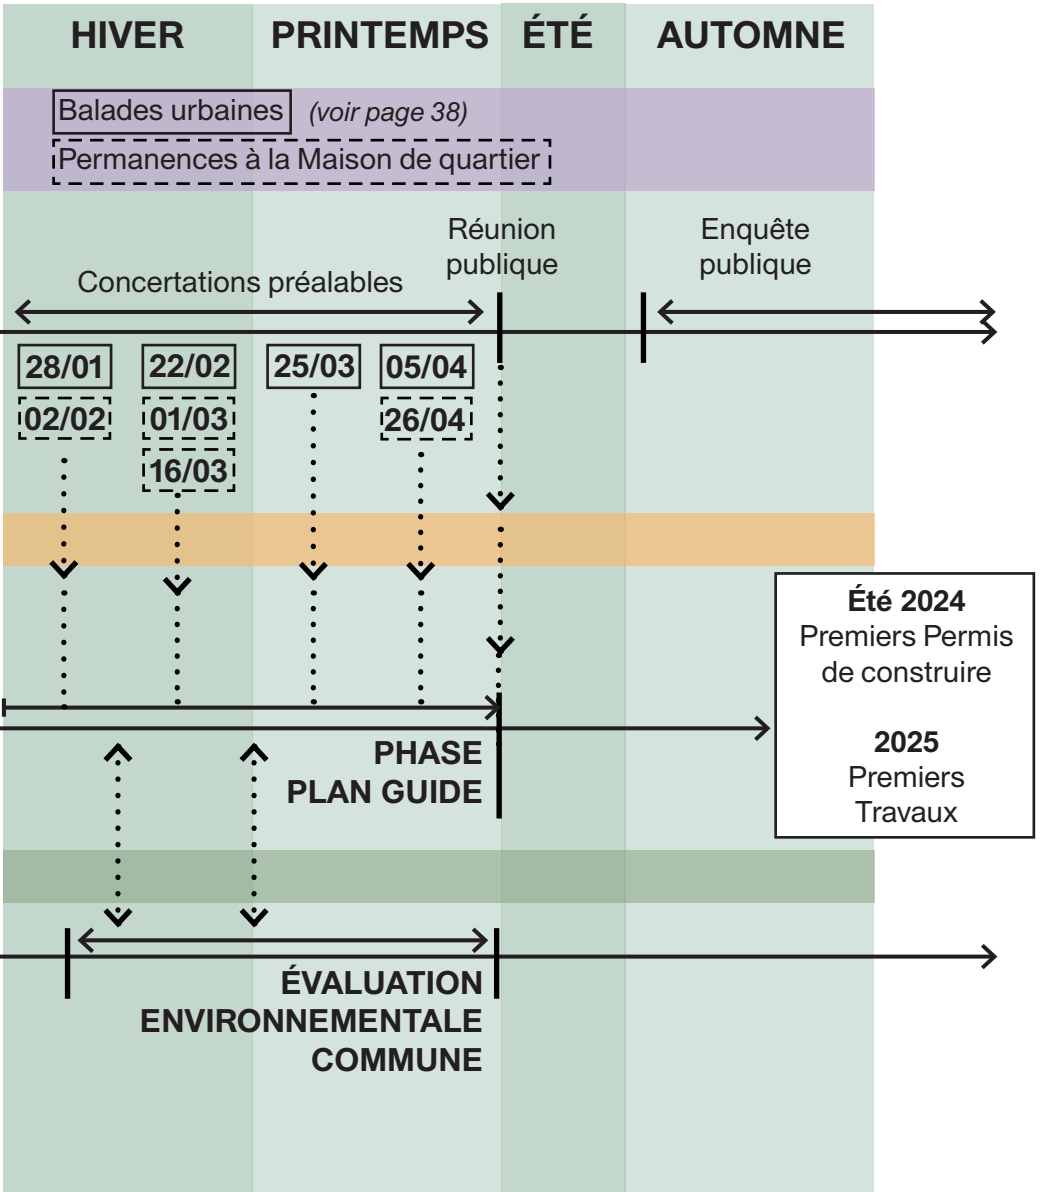 HIVER PRINTEMPS ÉTÉ AUTOMNE
Balades urbaines (voir page 38)
Permanences à la Maison de quartier
Réunion
publique
Enquête
publique
Concertations préalables
28/01 22/02 25/03 05/04
02/02 01/03 26/04
16/03
Été 2024
Premiers Permis
de construire
2025
Premiers
Travaux
PHASE
PLAN GUIDE
ÉVALUATION
ENVIRONNEMENTALE
COMMUNE